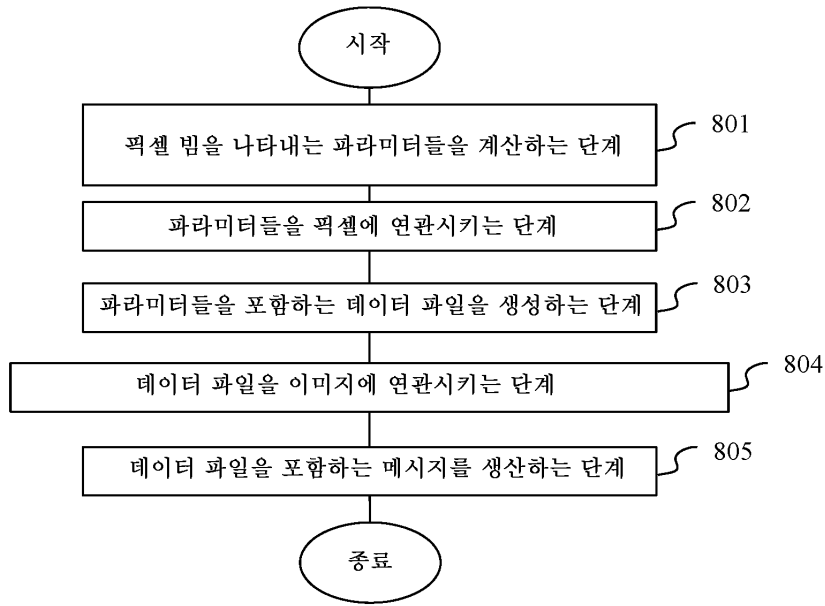 시작
픽셀 빔을 나타내는 파라미터들을 계산하는 단계
801
파라미터들을 픽셀에 연관시키는 단계
802
파라미터들을 포함하는 데이터 파일을 생성하는 단계
803
데이터 파일을 이미지에 연관시키는 단계
804
데이터 파일을 포함하는 메시지를 생산하는 단계
805
종료